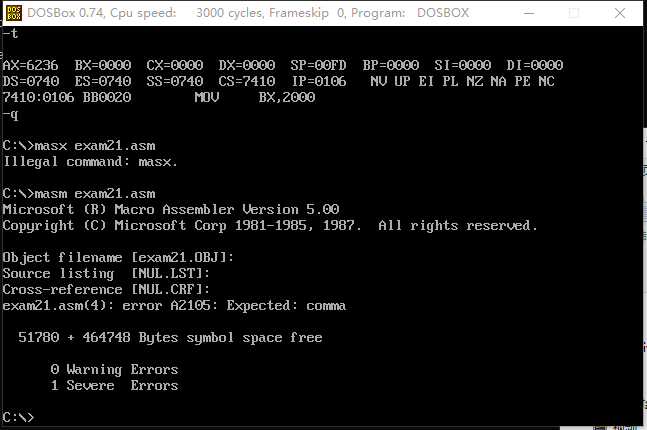 DOSBox 0.74, Cpu speed: 3000 cycles, Frameskip 0, Program: DOSBOX
-t
AX=6236 BX=0000 CX=0000 DX=0000 SP=00FD BP=0000 SI=0000 DI=0000
DS=0740 ES=0740 SS=0740 CS=7410 IP=0106 NV UP EI PL NZ NA PE NC
7410:0106 BB0020 MOV BX,2000
-q
C:\>masx exam21.asm
Illegal command: masx.
C:\>masm exam21.asm
Microsoft (R) Macro Assembler Version 5.00
Copyright (C) Microsoft Corp 1981-1985, 1987. All rights reserved.
Object filename [exam21.OBJ]:
Source listing [NUL.LST]:
Cross-reference [NUL.CRF]:
exam21.asm(4): error A2105: Expected: comma
51780 + 464748 Bytes symbol space free
0 Warning Errors
1 Severe Errors
C:\>